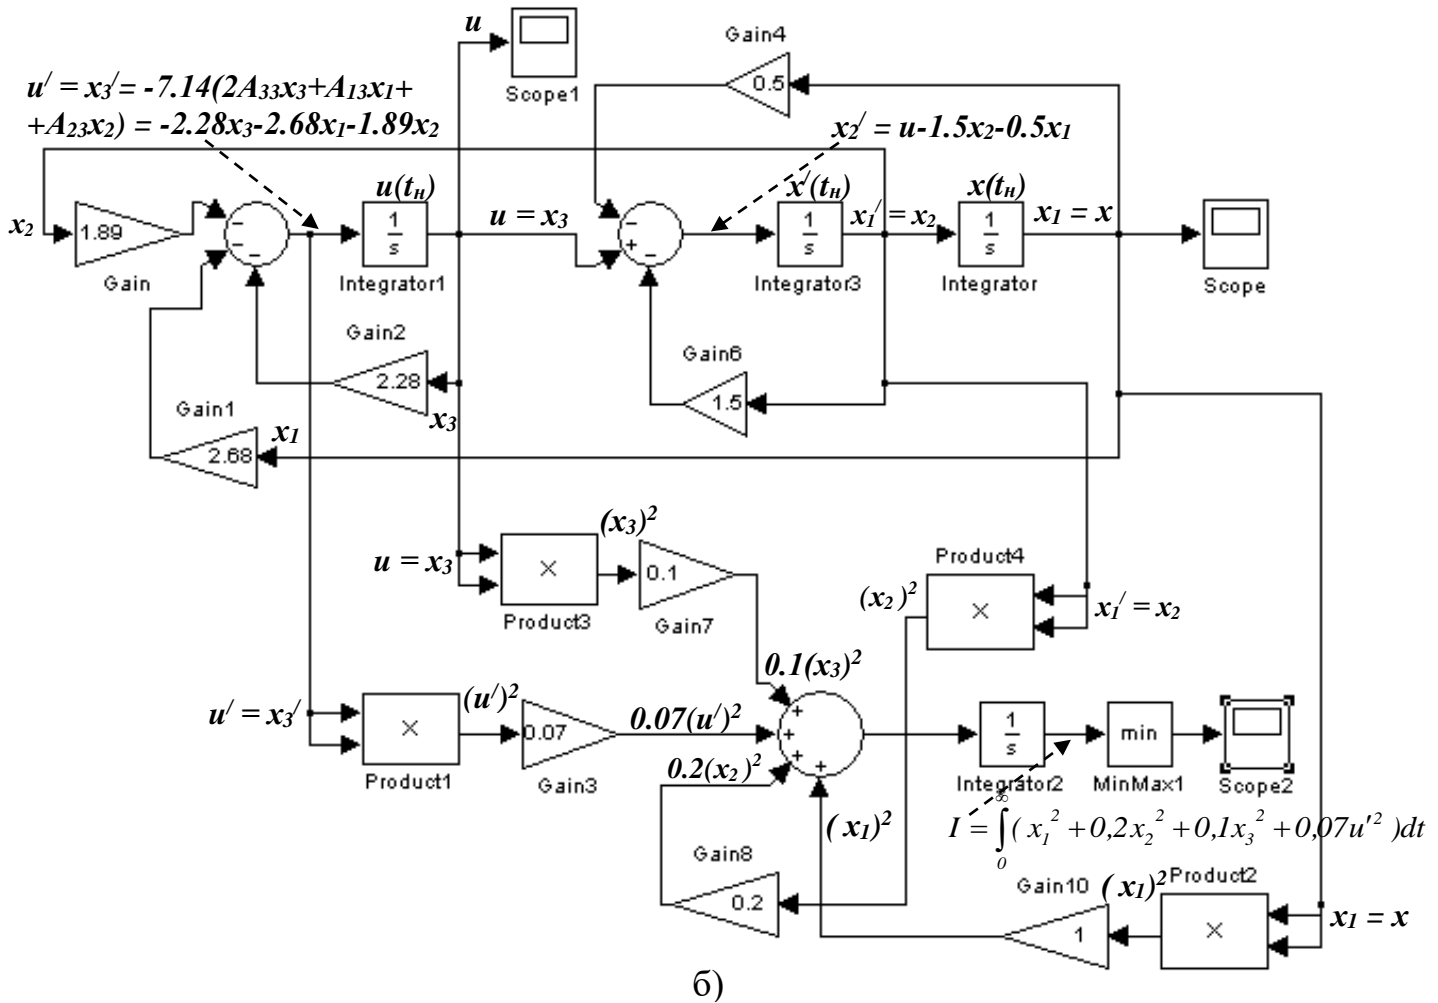 u
Scope1
Gain4
0.5
u′ = x₃′ = -7.14(2A₃₃x₃+A₁₃x₁+
+A₂₃x₂) = -2.28x₃-2.68x₁-1.89x₂
x₂′ = u-1.5x₂-0.5x₁
x₂
1.89
Gain
−
−
−
u(tн)
1
s
Integrator1
u = x₃
−
+
−
x′(tн)
1
s
Integrator3
x₁′ = x₂
x(tн)
1
s
Integrator
x₁ = x
Scope
Gain2
2.28
x₃
Gain6
1.5
Gain1
2.68
x₁
u = x₃
×
Product3
(x₃)²
0.1
Gain7
0.1(x₃)²
Product4
×
(x₂)²
x₁′ = x₂
u′ = x₃′
×
Product1
(u′)²
0.07
Gain3
0.07(u′)²
0.2(x₂)²
+
+
+
+
1
s
Integrator2
min
MinMax1
Scope2
I = ∫₀^∞ ( x₁² + 0,2x₂² + 0,1x₃² + 0,07u′² )dt
(x₁)²
Gain8
0.2
Gain10
1
(x₁)²
Product2
×
x₁ = x
б)